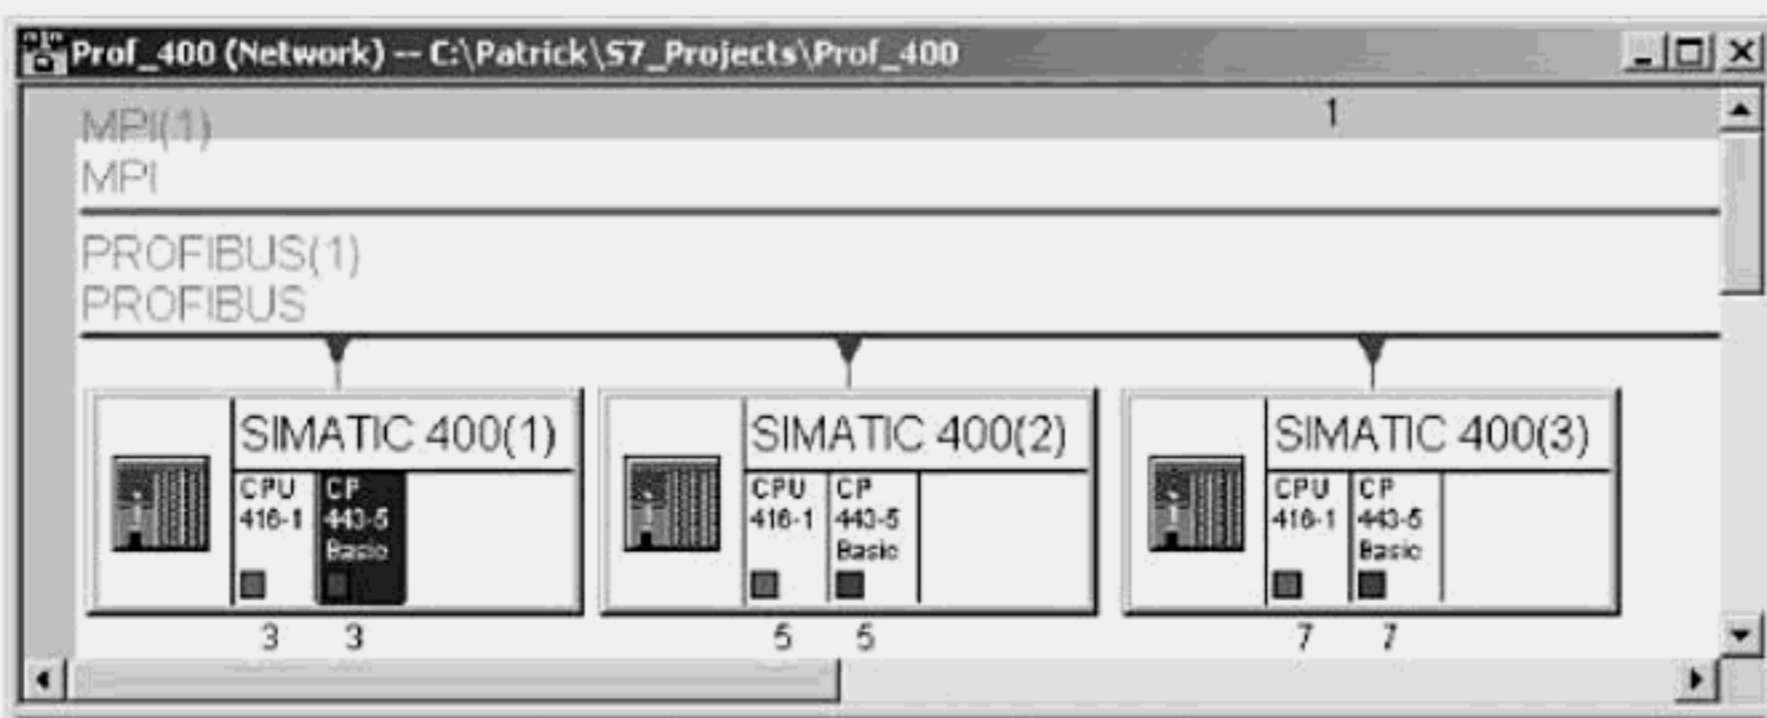 Prof_400 (Network) -- C:\Patrick\S7_Projects\Prof_400
1
MPI(1)
MPI
PROFIBUS(1)
PROFIBUS
SIMATIC 400(1)
CPU
416-1
CP
443-5
Basic
3 3
SIMATIC 400(2)
CPU
416-1
CP
443-5
Basic
5 5
SIMATIC 400(3)
CPU
416-1
CP
443-5
Basic
7 7